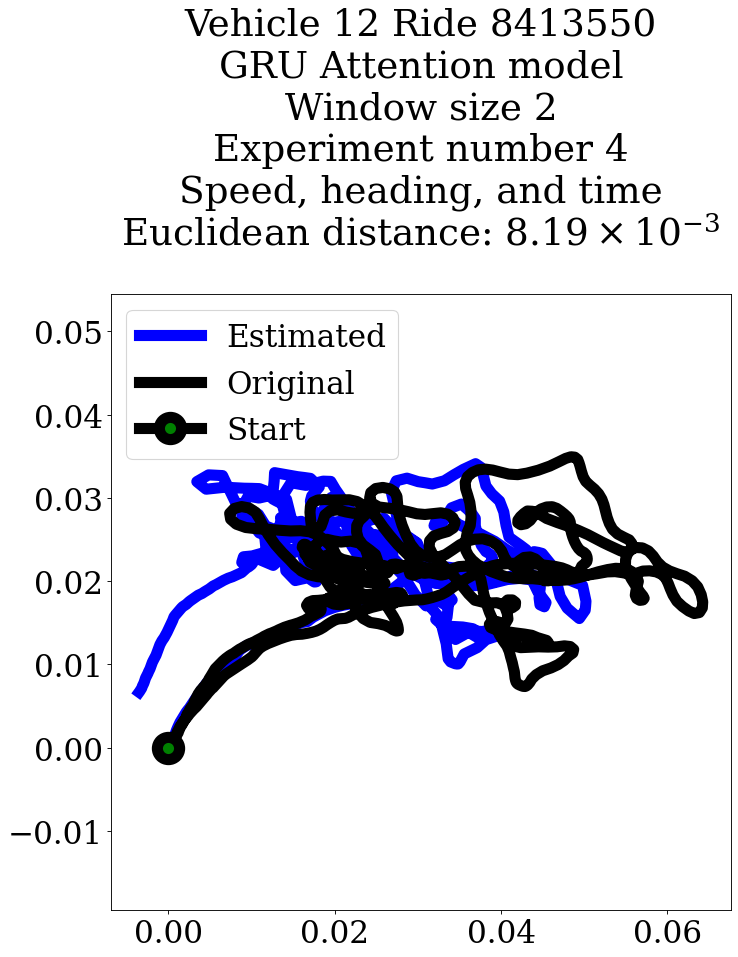 Vehicle 12 Ride 8413550
GRU Attention model
Window size 2
Experiment number 4
Speed, heading, and time
Euclidean distance: 8.19 × 10⁻³
Estimated
Original
Start
0.05
0.04
0.03
0.02
0.01
0.00
−0.01
0.00 0.02 0.04 0.06